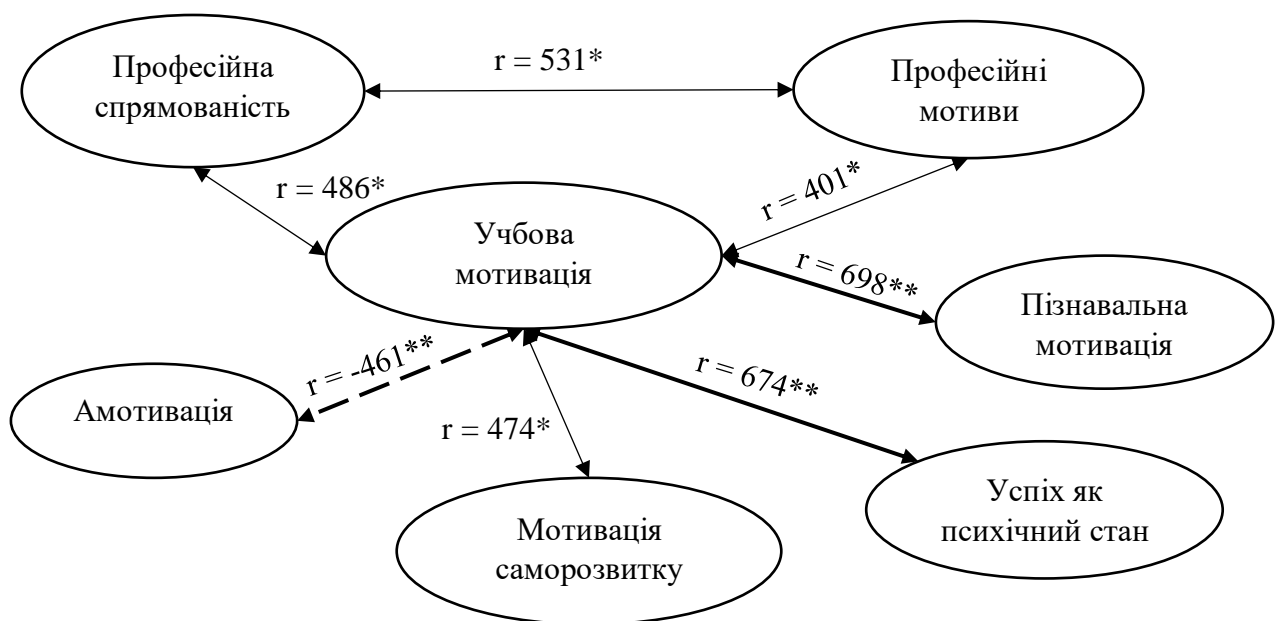 Професійна
спрямованість
r = 531*
Професійні
мотиви
r = 486*
r = 401*
Учбова
мотивація
r = 698**
Пізнавальна
мотивація
r = -461**
r = 674**
Амотивація
r = 474*
Успіх як
психічний стан
Мотивація
саморозвитку